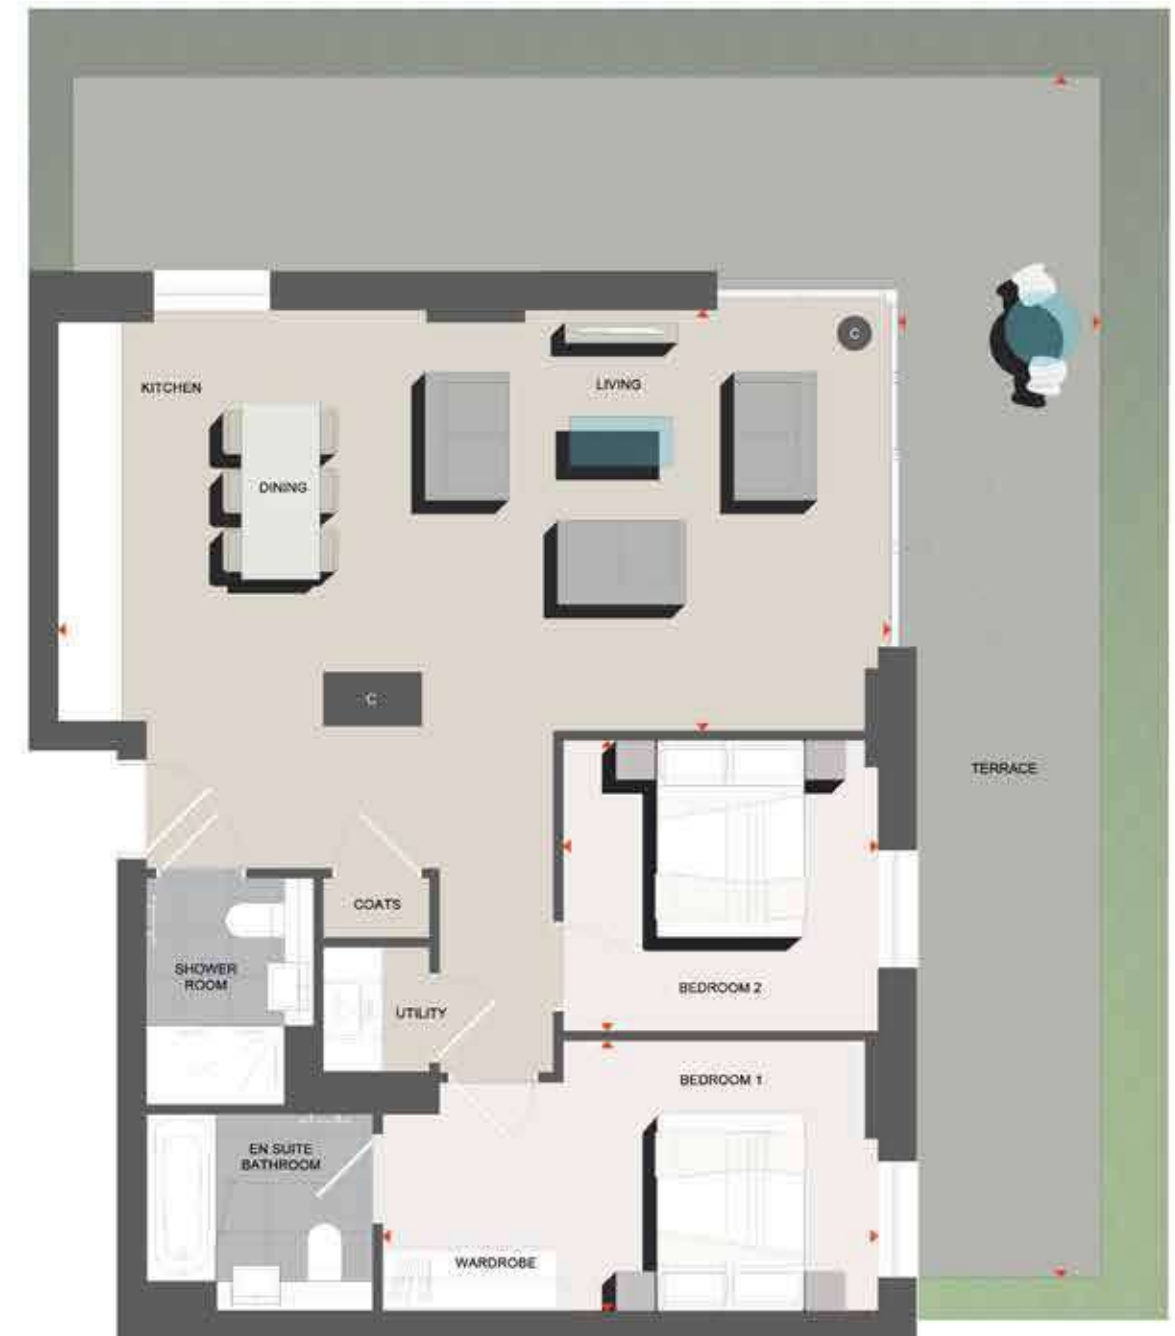 C
KITCHEN
LIVING
DINING
C
TERRACE
COATS
SHOWER
ROOM
BEDROOM 2
UTILITY
BEDROOM 1
EN SUITE
BATHROOM
WARDROBE